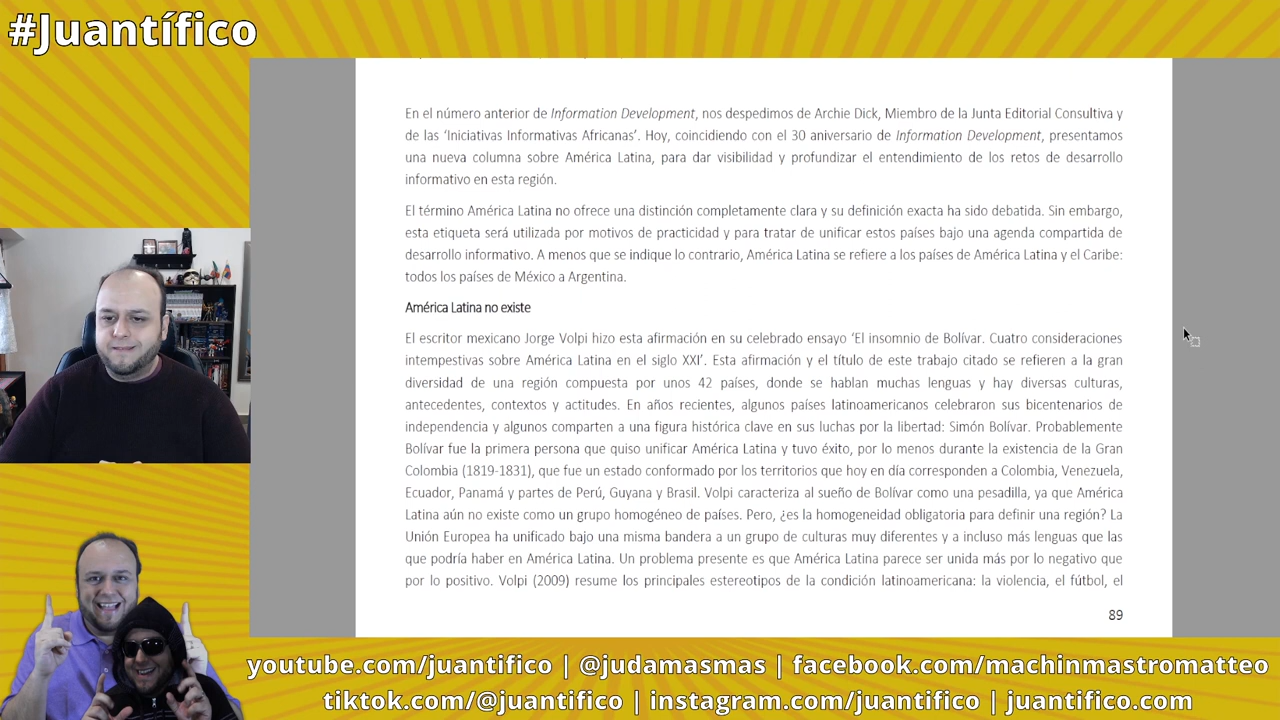 #Juantífico
En el número anterior de Information Development, nos despedimos de Archie Dick, Miembro de la Junta Editorial Consultiva y
de las ‘Iniciativas Informativas Africanas’. Hoy, coincidiendo con el 30 aniversario de Information Development, presentamos
una nueva columna sobre América Latina, para dar visibilidad y profundizar el entendimiento de los retos de desarrollo
informativo en esta región.
El término América Latina no ofrece una distinción completamente clara y su definición exacta ha sido debatida. Sin embargo,
esta etiqueta será utilizada por motivos de practicidad y para tratar de unificar estos países bajo una agenda compartida de
desarrollo informativo. A menos que se indique lo contrario, América Latina se refiere a los países de América Latina y el Caribe:
todos los países de México a Argentina.
América Latina no existe
El escritor mexicano Jorge Volpi hizo esta afirmación en su celebrado ensayo ‘El insomnio de Bolívar. Cuatro consideraciones
intempestivas sobre América Latina en el siglo XXI’. Esta afirmación y el título de este trabajo citado se refieren a la gran
diversidad de una región compuesta por unos 42 países, donde se hablan muchas lenguas y hay diversas culturas,
antecedentes, contextos y actitudes. En años recientes, algunos países latinoamericanos celebraron sus bicentenarios de
independencia y algunos comparten a una figura histórica clave en sus luchas por la libertad: Simón Bolívar. Probablemente
Bolívar fue la primera persona que quiso unificar América Latina y tuvo éxito, por lo menos durante la existencia de la Gran
Colombia (1819-1831), que fue un estado conformado por los territorios que hoy en día corresponden a Colombia, Venezuela,
Ecuador, Panamá y partes de Perú, Guyana y Brasil. Volpi caracteriza al sueño de Bolívar como una pesadilla, ya que América
Latina aún no existe como un grupo homogéneo de países. Pero, ¿es la homogeneidad obligatoria para definir una región? La
Unión Europea ha unificado bajo una misma bandera a un grupo de culturas muy diferentes y a incluso más lenguas que las
que podría haber en América Latina. Un problema presente es que América Latina parece ser unida más por lo negativo que
por lo positivo. Volpi (2009) resume los principales estereotipos de la condición latinoamericana: la violencia, el fútbol, el
89
youtube.com/juantifico | @judamasmas | facebook.com/machinmastromatteo
tiktok.com/@juantifico | instagram.com/juantifico | juantifico.com